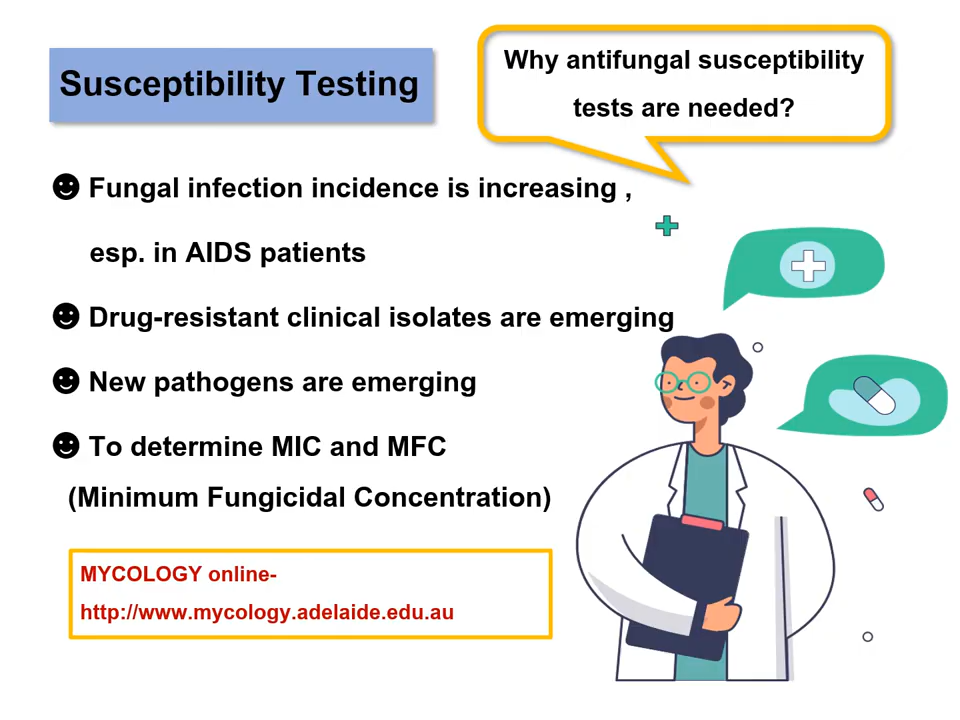 Susceptibility Testing
Why antifungal susceptibility
tests are needed?
☻ Fungal infection incidence is increasing ,
esp. in AIDS patients
☻ Drug-resistant clinical isolates are emerging
☻ New pathogens are emerging
☻ To determine MIC and MFC
(Minimum Fungicidal Concentration)
MYCOLOGY online-
http://www.mycology.adelaide.edu.au